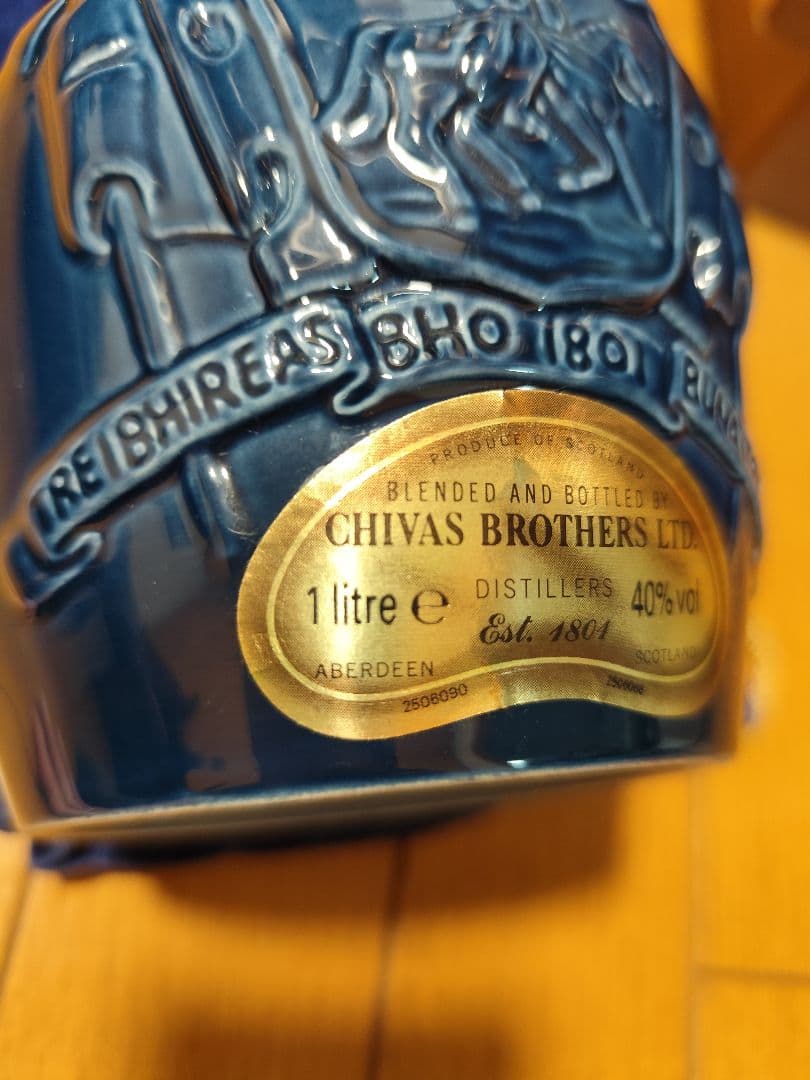 TREIBHIREAS BHO 1801
PRODUCE OF SCOTLAND
BLENDED AND BOTTLED BY
CHIVAS BROTHERS LTD.
1 litre ℮ DISTILLERS 40% vol
Est. 1801
ABERDEEN SCOTLAND
2506090